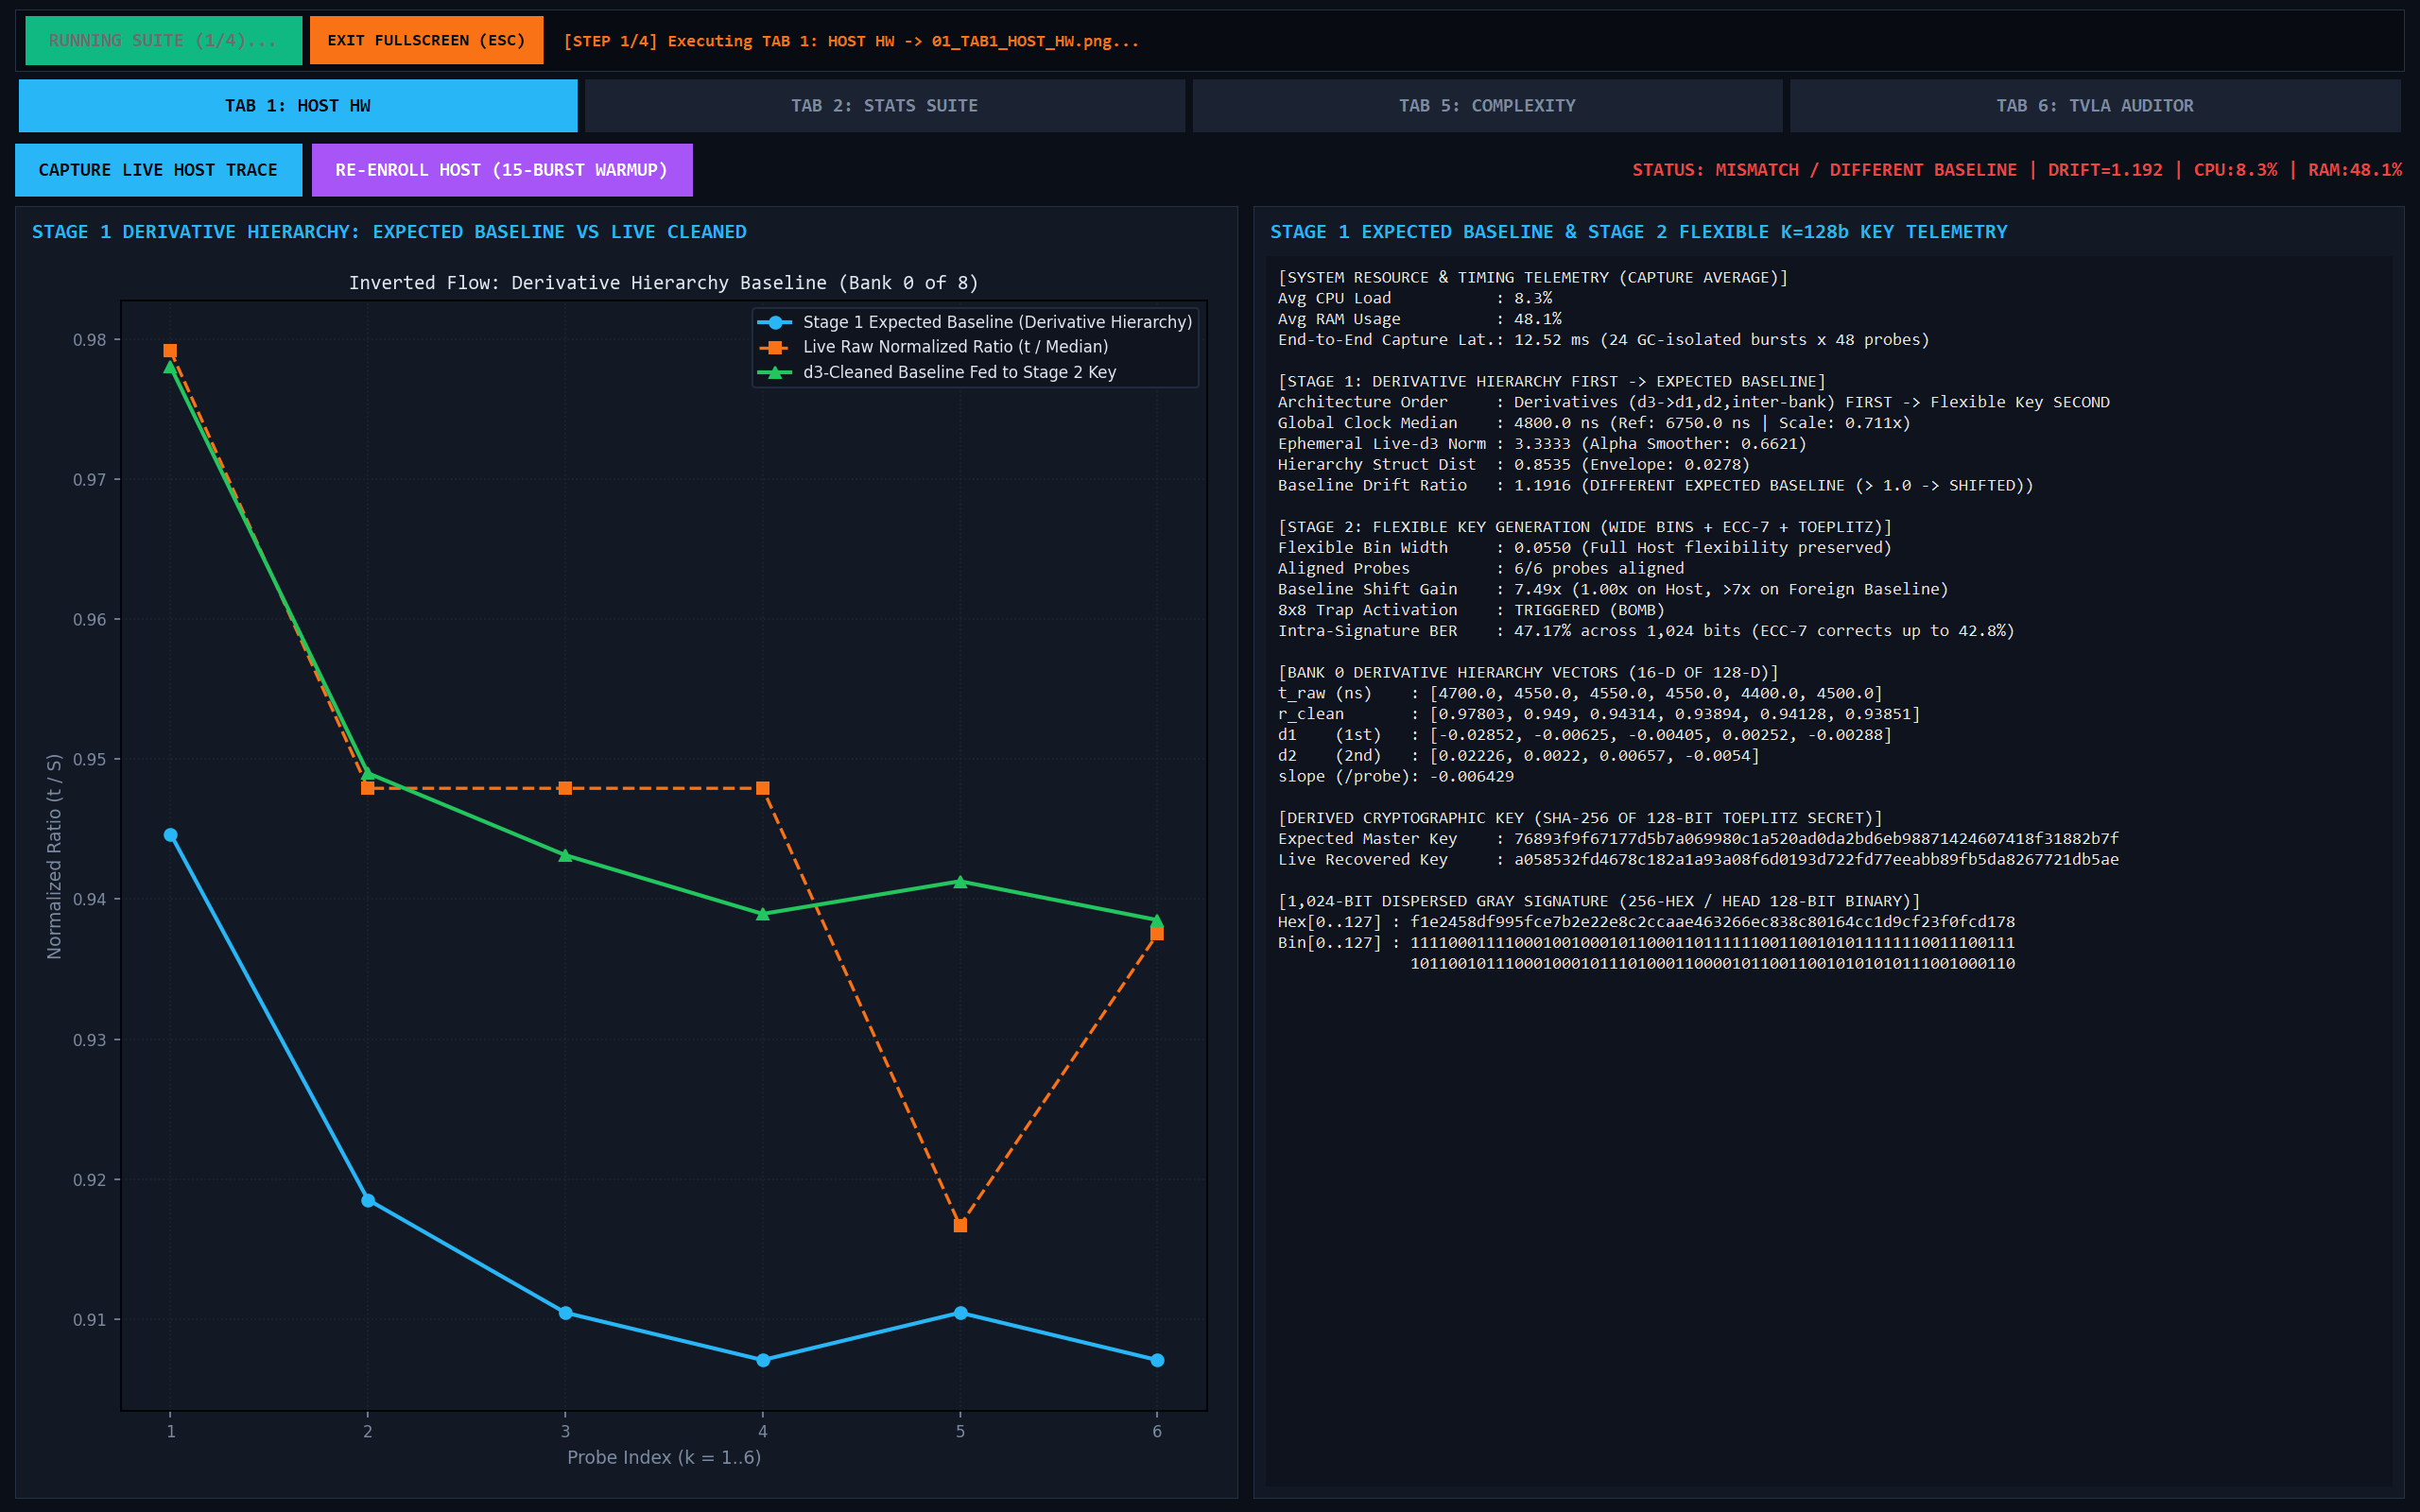 RUNNING SUITE (1/4)...
EXIT FULLSCREEN (ESC)
[STEP 1/4] Executing TAB 1: HOST HW -> 01_TAB1_HOST_HW.png...
TAB 1: HOST HW
TAB 2: STATS SUITE
TAB 5: COMPLEXITY
TAB 6: TVLA AUDITOR
CAPTURE LIVE HOST TRACE
RE-ENROLL HOST (15-BURST WARMUP)
STATUS: MISMATCH / DIFFERENT BASELINE | DRIFT=1.192 | CPU:8.3% | RAM:48.1%
STAGE 1 DERIVATIVE HIERARCHY: EXPECTED BASELINE VS LIVE CLEANED
Inverted Flow: Derivative Hierarchy Baseline (Bank 0 of 8)
Stage 1 Expected Baseline (Derivative Hierarchy)
Live Raw Normalized Ratio (t / Median)
d3-Cleaned Baseline Fed to Stage 2 Key
0.98
0.97
0.96
0.95
0.94
0.93
0.92
0.91
Normalized Ratio (t / S)
1 2 3 4 5 6
Probe Index (k = 1..6)
STAGE 1 EXPECTED BASELINE & STAGE 2 FLEXIBLE K=128b KEY TELEMETRY
[SYSTEM RESOURCE & TIMING TELEMETRY (CAPTURE AVERAGE)]
Avg CPU Load : 8.3%
Avg RAM Usage : 48.1%
End-to-End Capture Lat.: 12.52 ms (24 GC-isolated bursts x 48 probes)
[STAGE 1: DERIVATIVE HIERARCHY FIRST -> EXPECTED BASELINE]
Architecture Order : Derivatives (d3->d1,d2,inter-bank) FIRST -> Flexible Key SECOND
Global Clock Median : 4800.0 ns (Ref: 6750.0 ns | Scale: 0.711x)
Ephemeral Live-d3 Norm : 3.3333 (Alpha Smoother: 0.6621)
Hierarchy Struct Dist : 0.8535 (Envelope: 0.0278)
Baseline Drift Ratio : 1.1916 (DIFFERENT EXPECTED BASELINE (> 1.0 -> SHIFTED))
[STAGE 2: FLEXIBLE KEY GENERATION (WIDE BINS + ECC-7 + TOEPLITZ)]
Flexible Bin Width : 0.0550 (Full Host flexibility preserved)
Aligned Probes : 6/6 probes aligned
Baseline Shift Gain : 7.49x (1.00x on Host, >7x on Foreign Baseline)
8x8 Trap Activation : TRIGGERED (BOMB)
Intra-Signature BER : 47.17% across 1,024 bits (ECC-7 corrects up to 42.8%)
[BANK 0 DERIVATIVE HIERARCHY VECTORS (16-D OF 128-D)]
t_raw (ns) : [4700.0, 4550.0, 4550.0, 4550.0, 4400.0, 4500.0]
r_clean : [0.97803, 0.949, 0.94314, 0.93894, 0.94128, 0.93851]
d1 (1st) : [-0.02852, -0.00625, -0.00405, 0.00252, -0.00288]
d2 (2nd) : [0.02226, 0.0022, 0.00657, -0.0054]
slope (/probe): -0.006429
[DERIVED CRYPTOGRAPHIC KEY (SHA-256 OF 128-BIT TOEPLITZ SECRET)]
Expected Master Key : 76893f9f67177d5b7a069980c1a520ad0da2bd6eb98871424607418f31882b7f
Live Recovered Key : a058532fd4678c182a1a93a08f6d0193d722fd77eeabb89fb5da8267721db5ae
[1,024-BIT DISPERSED GRAY SIGNATURE (256-HEX / HEAD 128-BIT BINARY)]
Hex[0..127] : f1e2458df995fce7b2e22e8c2ccaae463266ec838c80164cc1d9cf23f0fcd178
Bin[0..127] : 1111000111100010010001011000110111111001100101011111110011100111
1011001011100010001011101000110000101100110010101010111001000110